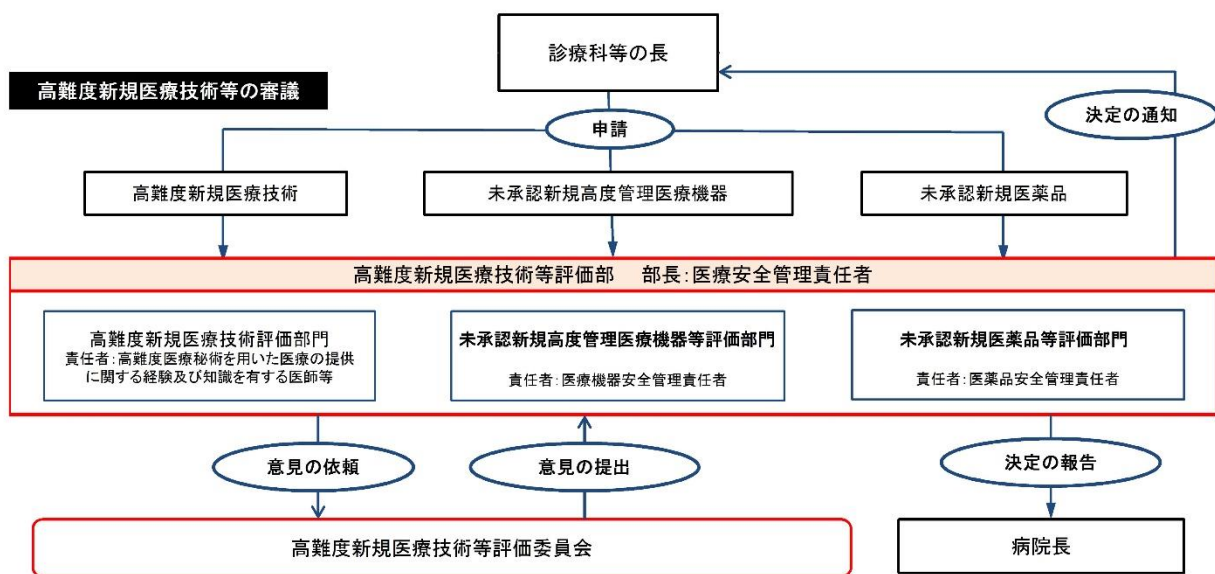 診療科等の長
高難度新規医療技術等の審議
申請
決定の通知
高難度新規医療技術
未承認新規高度管理医療機器
未承認新規医薬品
高難度新規医療技術等評価部　部長：医療安全管理責任者
高難度新規医療技術評価部門
責任者：高難度医療秘術を用いた医療の提供
に関する経験及び知識を有する医師等
未承認新規高度管理医療機器等評価部門
責任者：医療機器安全管理責任者
未承認新規医薬品等評価部門
責任者：医薬品安全管理責任者
意見の依頼
意見の提出
決定の報告
高難度新規医療技術等評価委員会
病院長